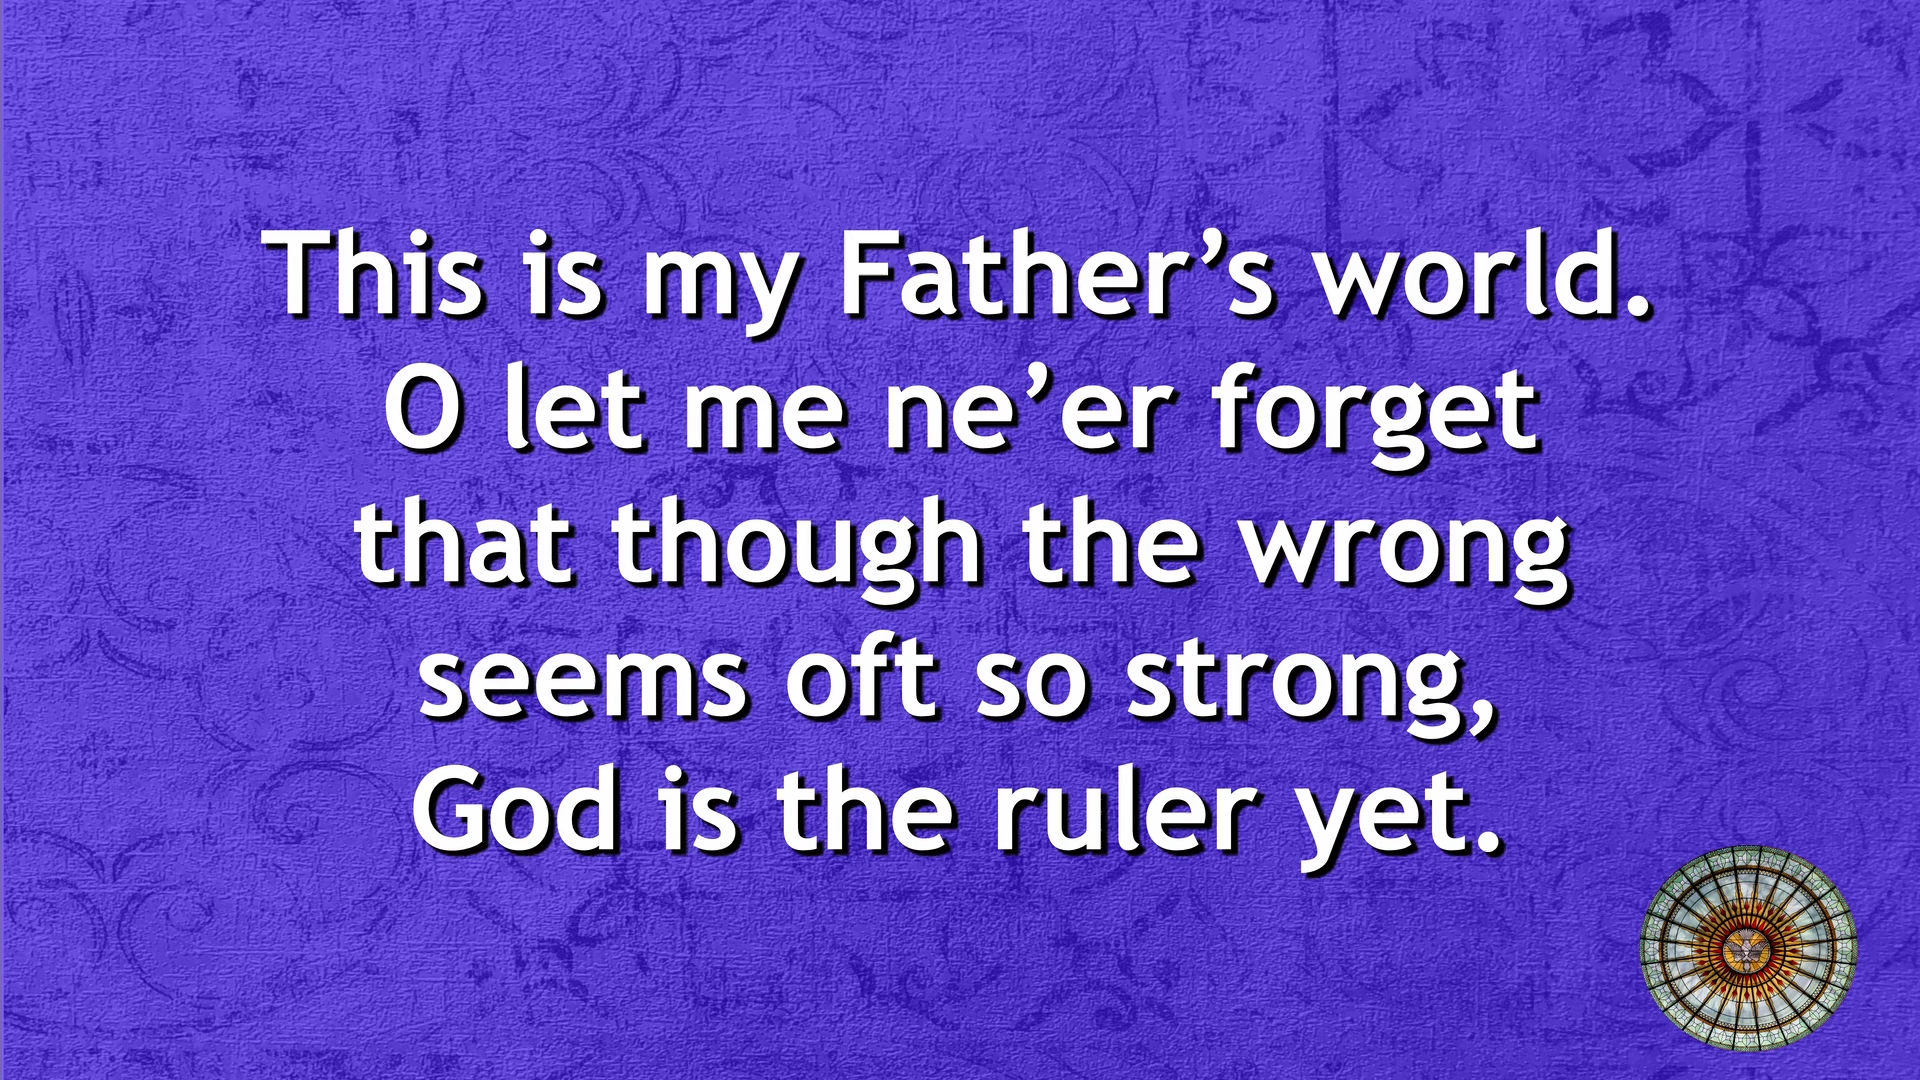 This is my Father’s world.
O let me ne’er forget
that though the wrong
seems oft so strong,
God is the ruler yet.